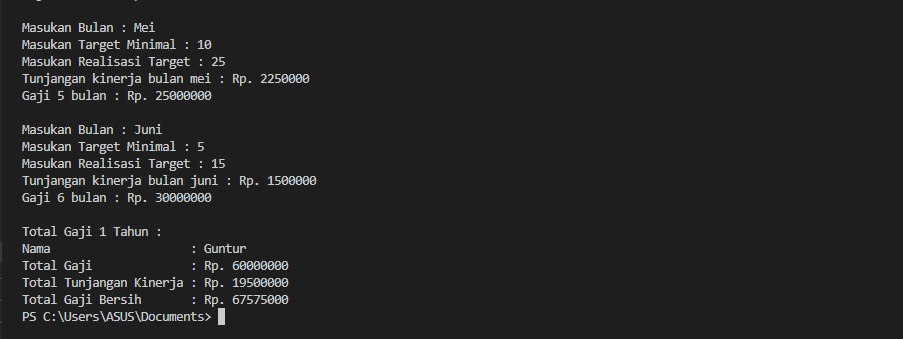 Masukan Bulan : Mei
Masukan Target Minimal : 10
Masukan Realisasi Target : 25
Tunjangan kinerja bulan mei : Rp. 2250000
Gaji 5 bulan : Rp. 25000000
Masukan Bulan : Juni
Masukan Target Minimal : 5
Masukan Realisasi Target : 15
Tunjangan kinerja bulan juni : Rp. 1500000
Gaji 6 bulan : Rp. 30000000
Total Gaji 1 Tahun :
Nama : Guntur
Total Gaji : Rp. 60000000
Total Tunjangan Kinerja : Rp. 19500000
Total Gaji Bersih : Rp. 67575000
PS C:\Users\ASUS\Documents>